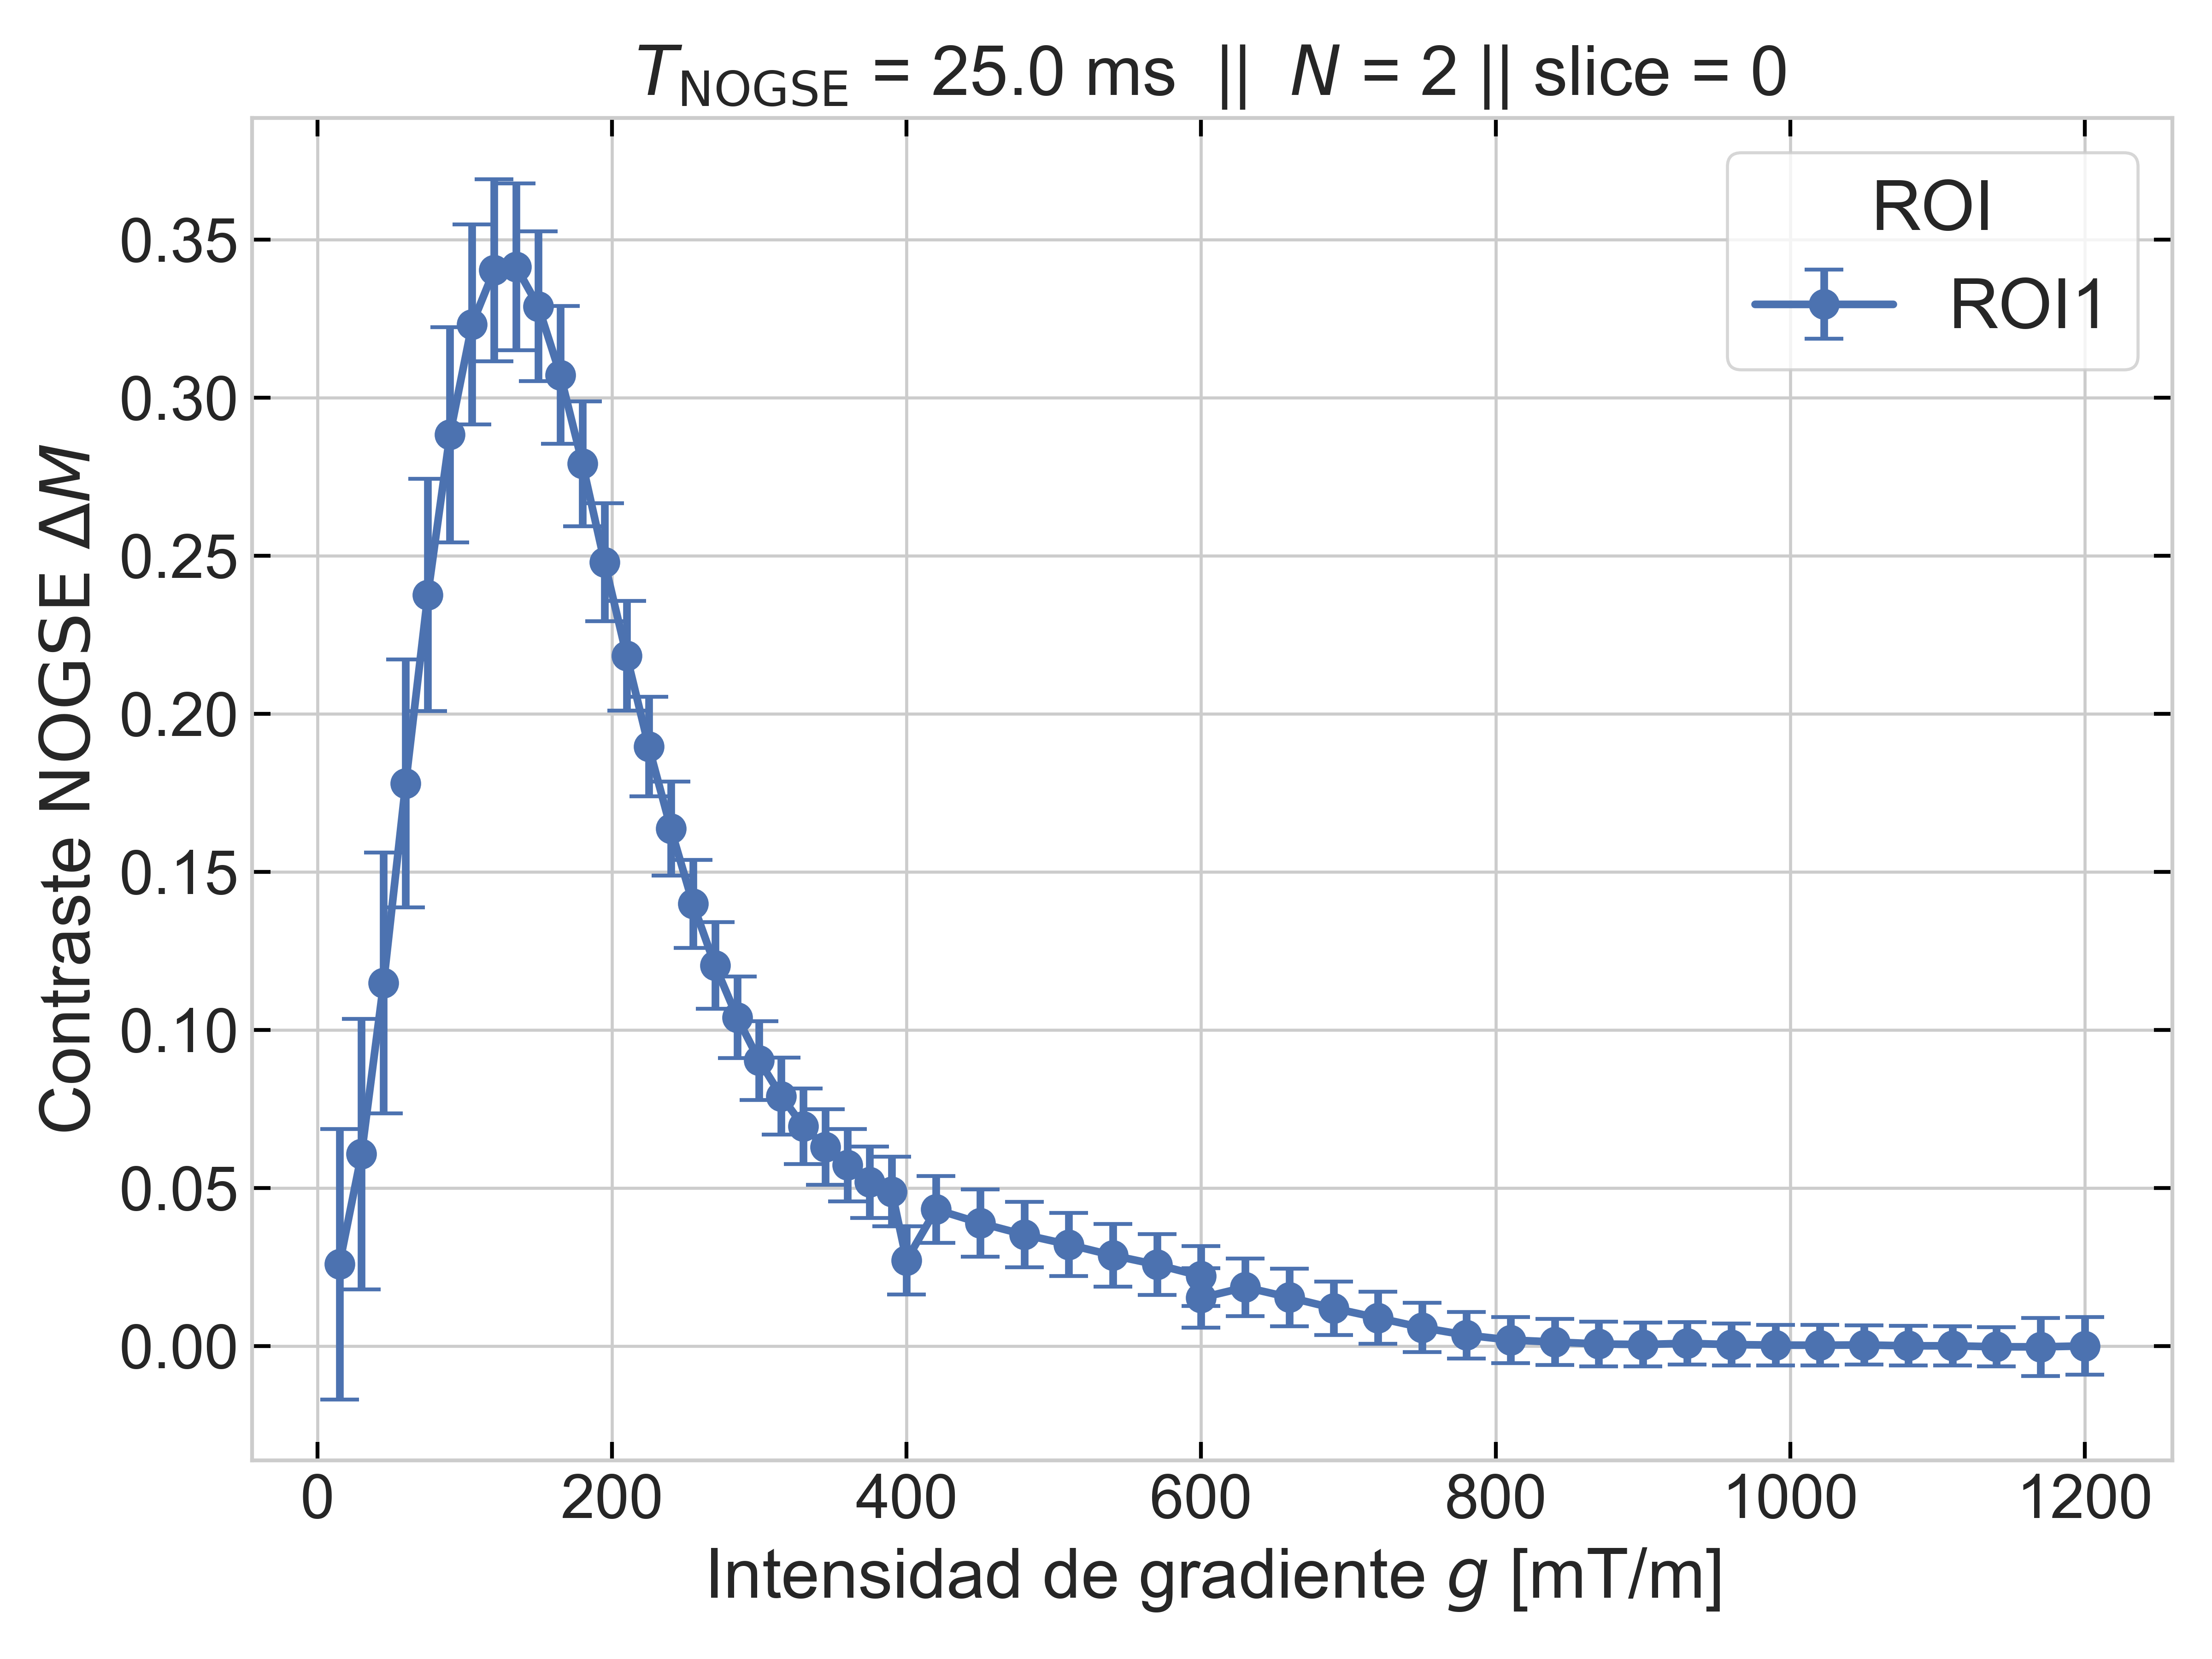 T_NOGSE = 25.0 ms || N = 2 || slice = 0
ROI
ROI1
Contraste NOGSE ΔM
0.35
0.30
0.25
0.20
0.15
0.10
0.05
0.00
0 200 400 600 800 1000 1200
Intensidad de gradiente g [mT/m]